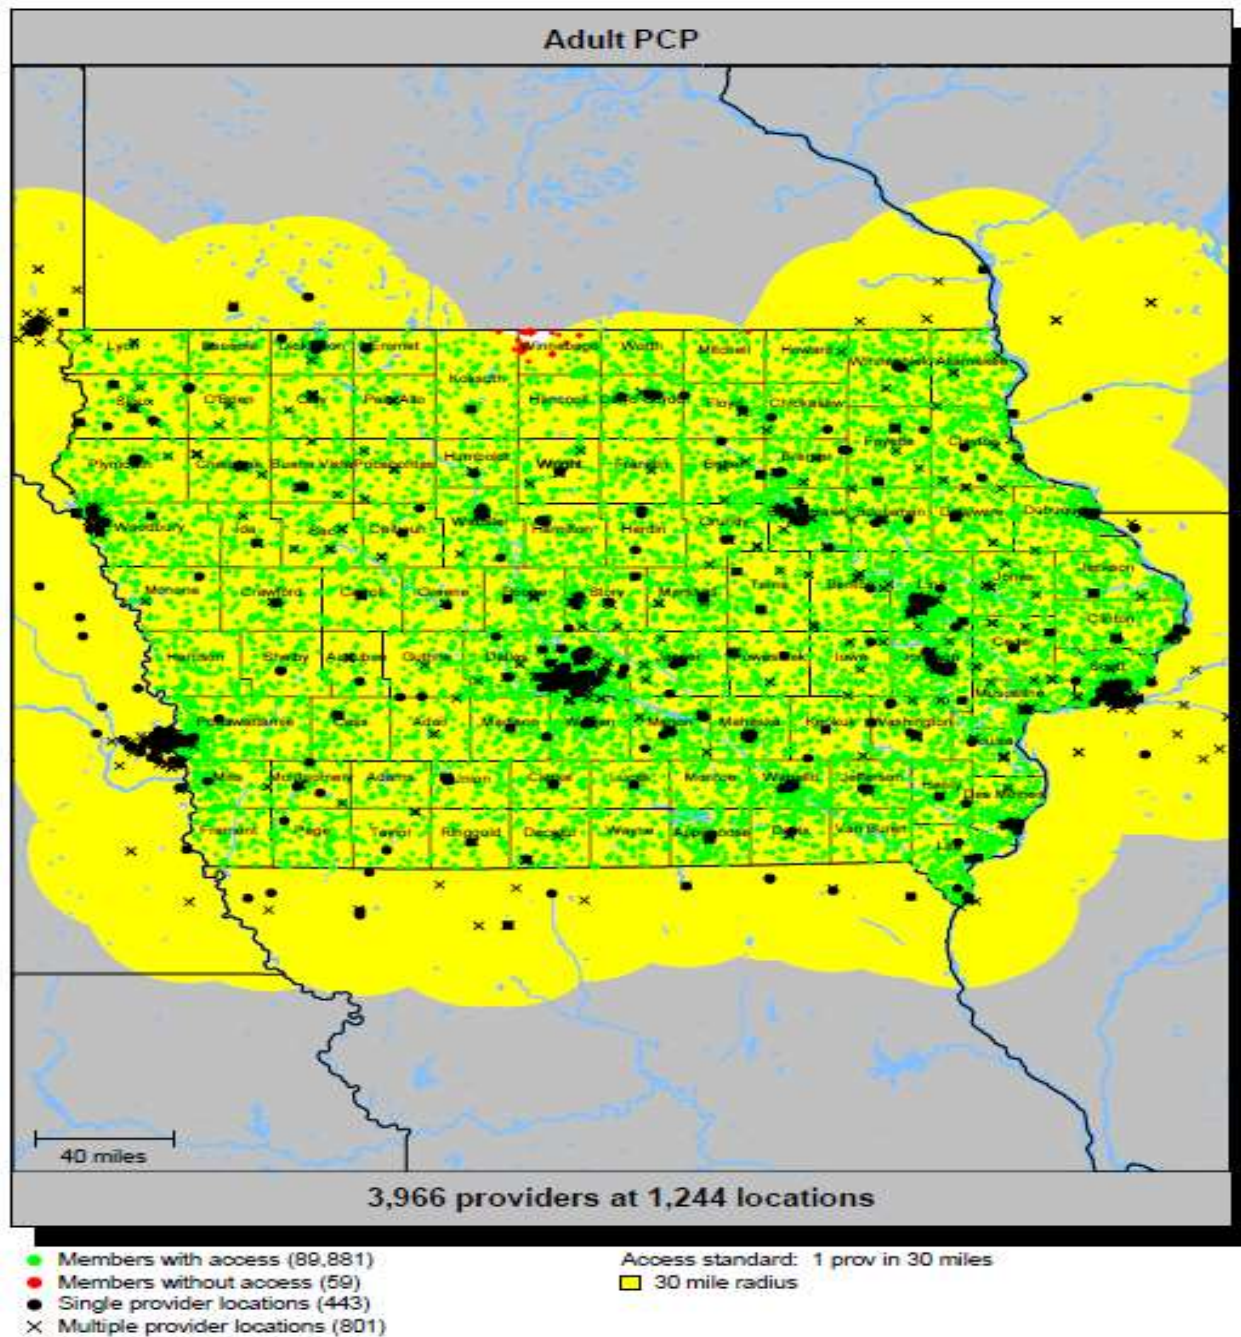 Adult PCP
Lyon
Osceola
Dickinson
Emmet
Winnebago
Worth
Mitchell
Howard
Winneshiek
Allamakee
Kossuth
Sioux
O'Brien
Clay
Palo Alto
Hancock
Cerro Gordo
Floyd
Chickasaw
Fayette
Clayton
Plymouth
Cherokee
Buena Vista
Pocahontas
Humboldt
Wright
Franklin
Butler
Bremer
Woodbury
Ida
Sac
Calhoun
Webster
Hamilton
Hardin
Grundy
Black Hawk
Buchanan
Delaware
Dubuque
Monona
Crawford
Carroll
Greene
Boone
Story
Marshall
Tama
Benton
Linn
Jones
Jackson
Clinton
Harrison
Shelby
Audubon
Guthrie
Dallas
Jasper
Poweshiek
Iowa
Johnson
Cedar
Scott
Muscatine
Pottawattamie
Cass
Adair
Madison
Warren
Marion
Mahaska
Keokuk
Washington
Louisa
Mills
Montgomery
Adams
Union
Clarke
Lucas
Monroe
Wapello
Jefferson
Henry
Des Moines
Fremont
Page
Taylor
Ringgold
Decatur
Wayne
Appanoose
Davis
Van Buren
Lee
40 miles
3,966 providers at 1,244 locations
Members with access (89,881)
Members without access (59)
Single provider locations (443)
Multiple provider locations (801)
Access standard: 1 prov in 30 miles
30 mile radius